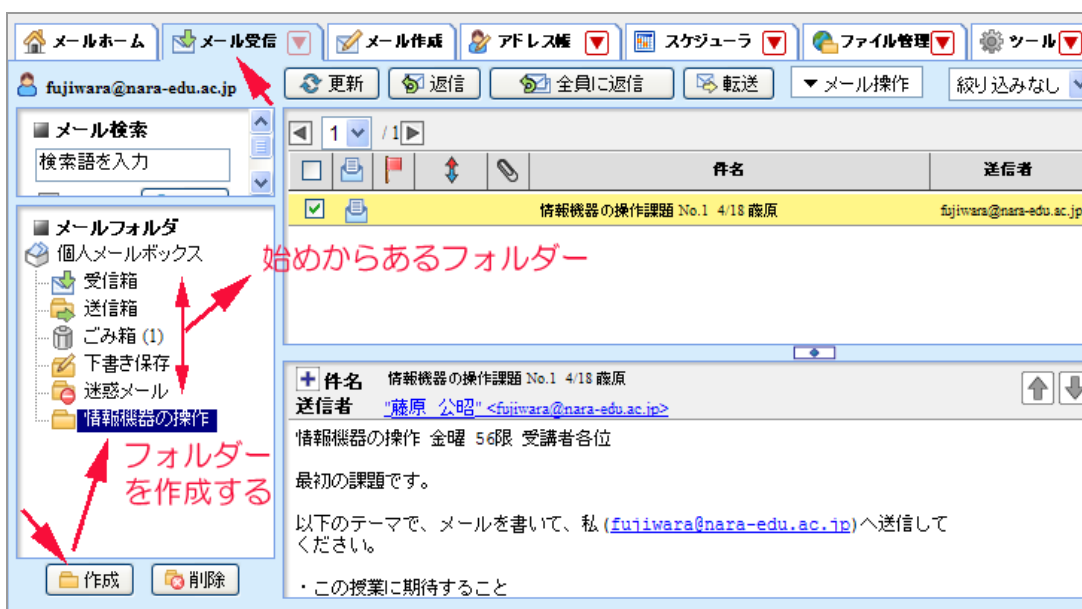 メールホーム メール受信 メール作成 アドレス帳 スケジューラ ファイル管理 ツール
fujiwara@nara-edu.ac.jp 更新 返信 全員に返信 転送 ▼メール操作 絞り込みなし
■ メール検索
検索語を入力
1 / 1
件名 送信者
情報機器の操作課題 No.1 4/18 藤原 fujiwara@nara-edu.ac.jp
■ メールフォルダ
個人メールボックス
始めからあるフォルダー
受信箱
送信箱
ごみ箱 (1)
下書き保存
迷惑メール
情報機器の操作
フォルダー
を作成する
作成 削除
件名 情報機器の操作課題 No.1 4/18 藤原
送信者 "藤原 公昭" <fujiwara@nara-edu.ac.jp>
情報機器の操作 金曜 56限 受講者各位
最初の課題です。
以下のテーマで、メールを書いて、私(fujiwara@nara-edu.ac.jp)へ送信して
ください。
・この授業に期待すること